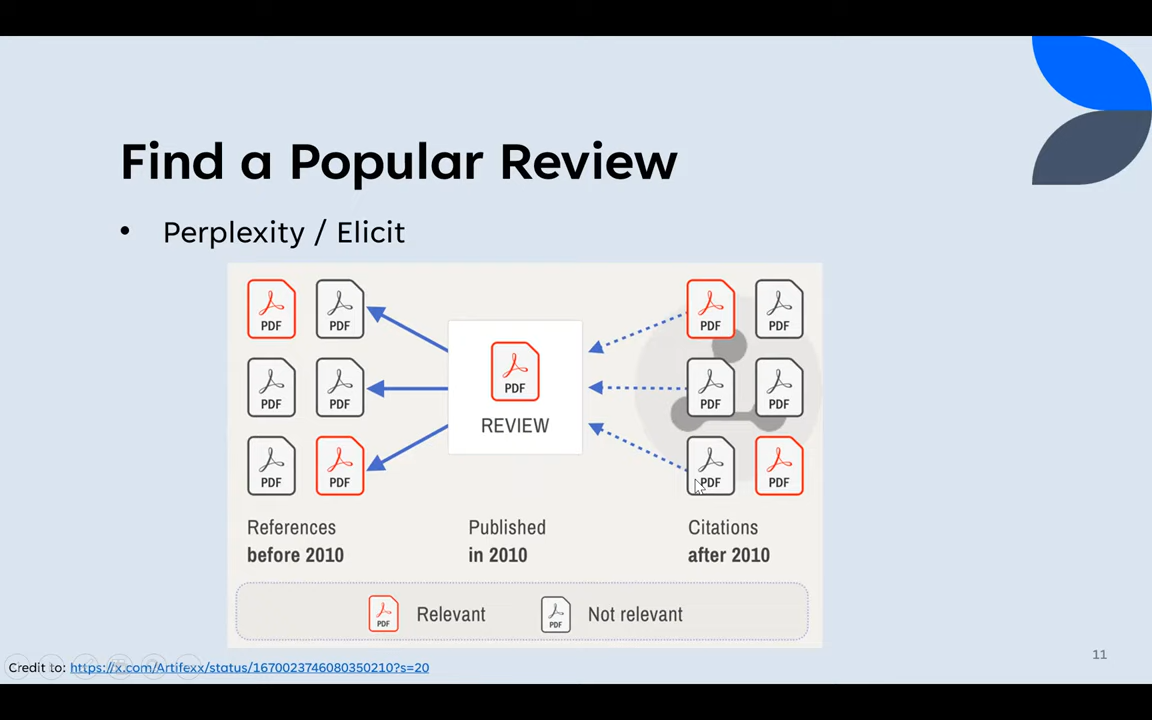 Find a Popular Review
• Perplexity / Elicit
PDF PDF PDF PDF
PDF PDF PDF PDF PDF
REVIEW
PDF PDF PDF PDF
References Published Citations
before 2010 in 2010 after 2010
PDF Relevant PDF Not relevant
Credit to: https://x.com/Artifexx/status/1670023746080350210?s=20
11